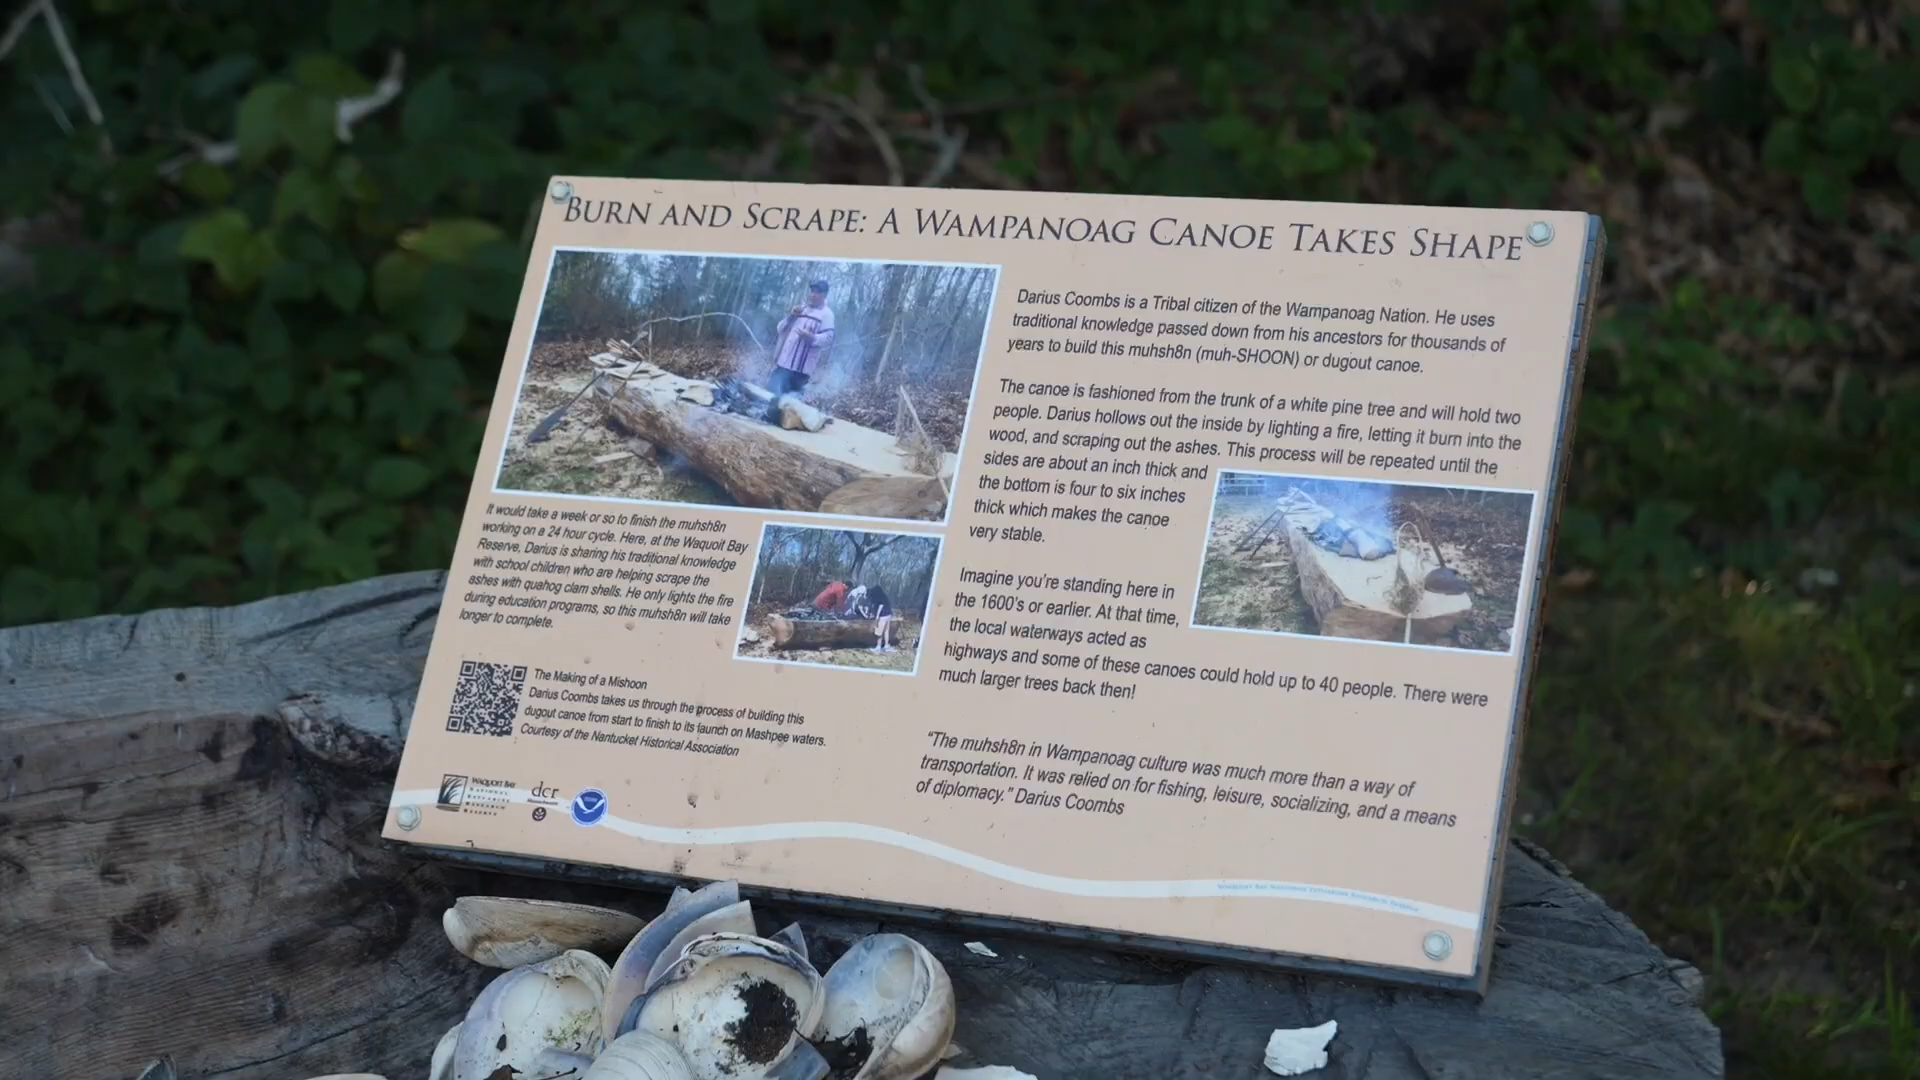 BURN AND SCRAPE: A WAMPANOAG CANOE TAKES SHAPE
Darius Coombs is a Tribal citizen of the Wampanoag Nation. He uses
traditional knowledge passed down from his ancestors for thousands of
years to build this muhsh8n (muh-SHOON) or dugout canoe.
The canoe is fashioned from the trunk of a white pine tree and will hold two
people. Darius hollows out the inside by lighting a fire, letting it burn into the
wood, and scraping out the ashes. This process will be repeated until the
sides are about an inch thick and
the bottom is four to six inches
thick which makes the canoe
very stable.
Imagine you're standing here in
the 1600's or earlier. At that time,
the local waterways acted as
highways and some of these canoes could hold up to 40 people. There were
much larger trees back then!
"The muhsh8n in Wampanoag culture was much more than a way of
transportation. It was relied on for fishing, leisure, socializing, and a means
of diplomacy." Darius Coombs
It would take a week or so to finish the muhsh8n
working on a 24 hour cycle. Here, at the Waquoit Bay
Reserve, Darius is sharing his traditional knowledge
with school children who are helping scrape the
ashes with quahog clam shells. He only lights the fire
during education programs, so this muhsh8n will take
longer to complete.
The Making of a Mishoon
Darius Coombs takes us through the process of building this
dugout canoe from start to finish to its launch on Mashpee waters.
Courtesy of the Nantucket Historical Association
WAQUOIT BAY
NATIONAL
ESTUARINE
RESEARCH
RESERVE
dcr
Massachusetts
WAQUOIT BAY NATIONAL ESTUARINE RESEARCH RESERVE